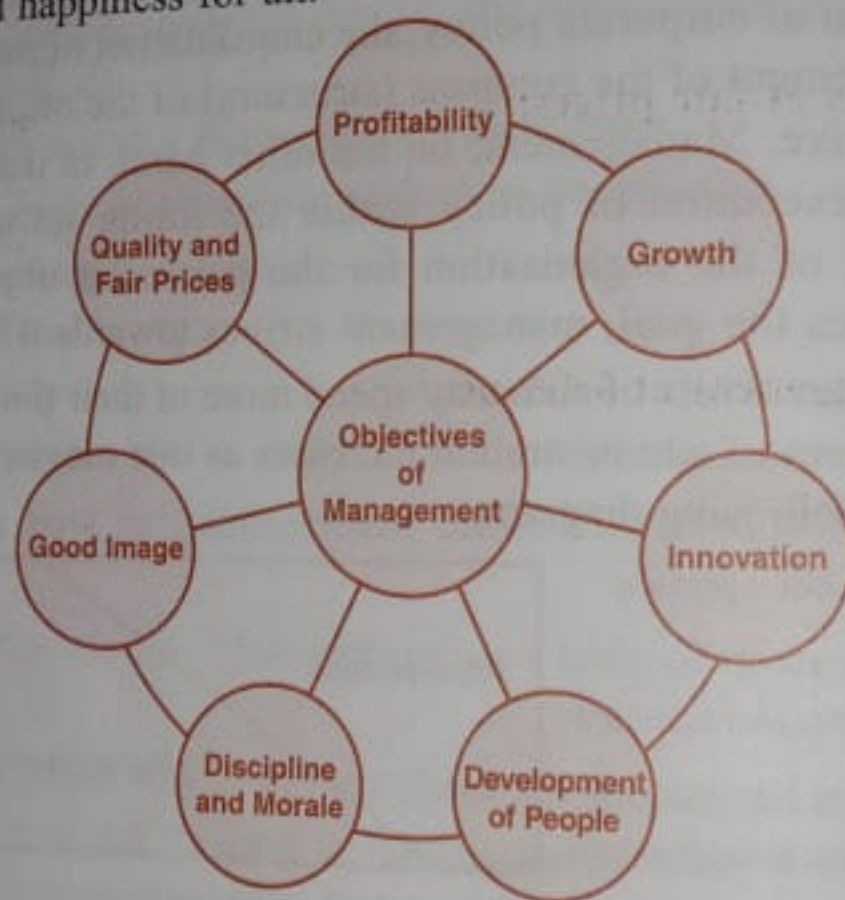 happiness for
Profitability
Quality and
Fair Prices
Growth
Objectives
of
Management
Good Image
Innovation
Discipline
and Morale
Development
of People